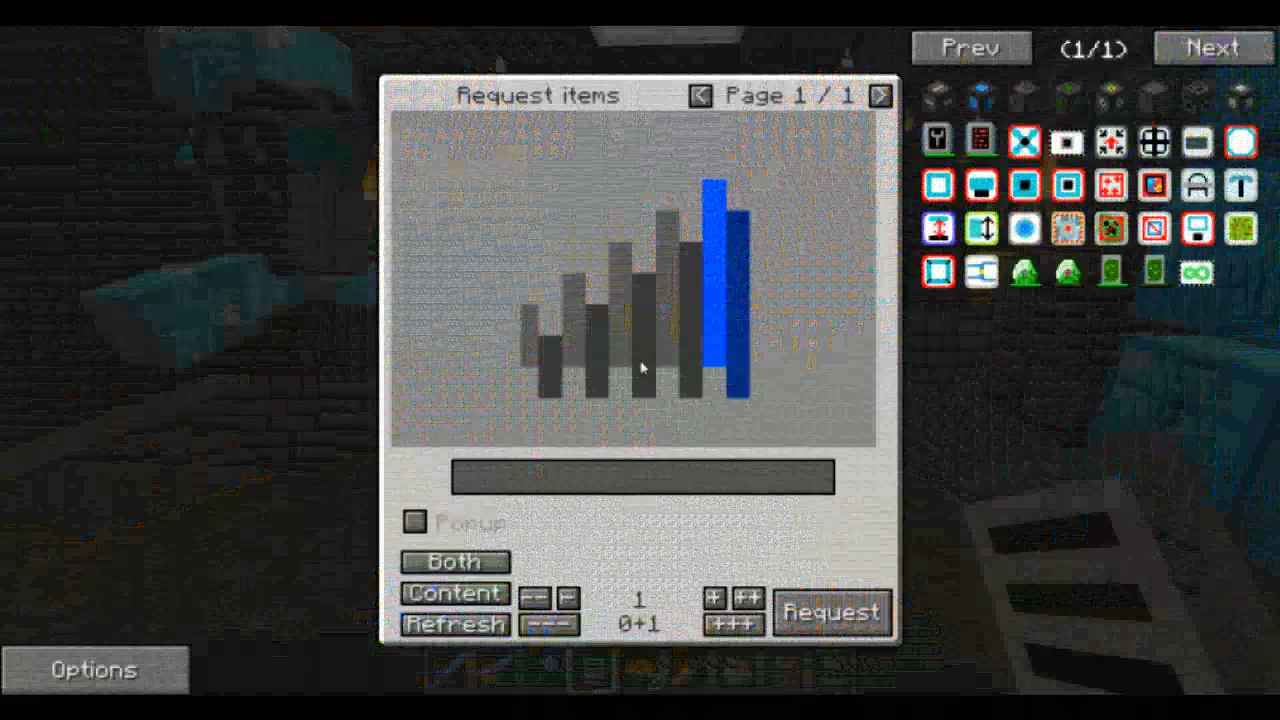 Prev (1/1) Next
Request items < Page 1 / 1 >
Popup
Both
Content -- - 1 + ++ Request
Refresh --- 0+1 +++
Options